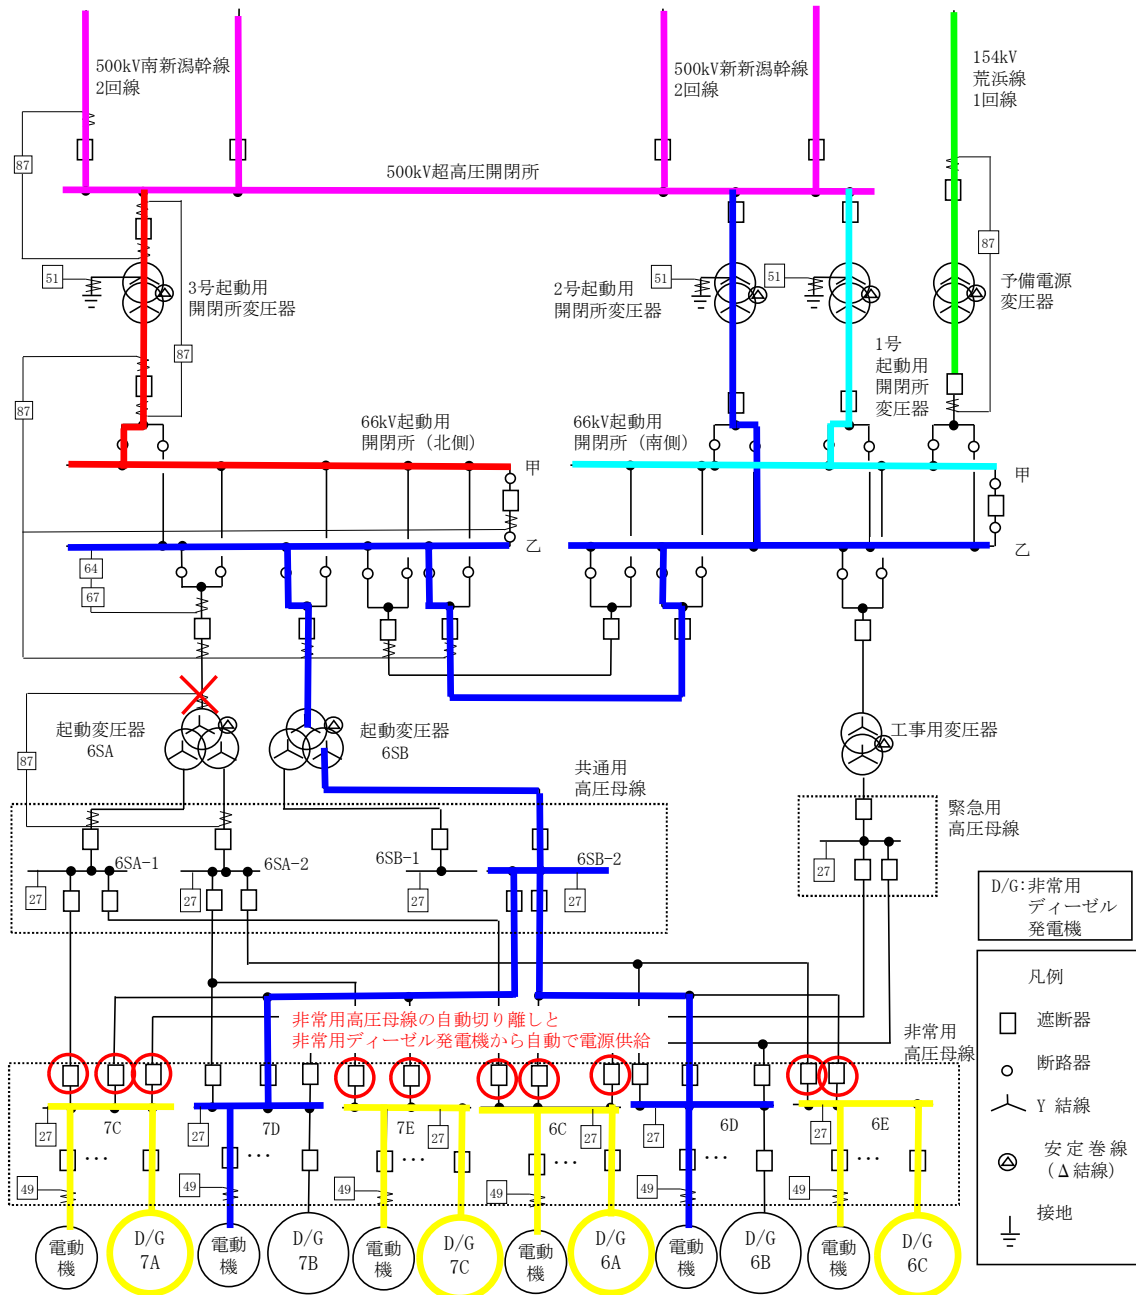 500kV南新潟幹線
2回線
500kV新新潟幹線
2回線
154kV
荒浜線
1回線
87
500kV超高圧開閉所
87
51
51
51
3号起動用
開閉所変圧器
2号起動用
開閉所変圧器
予備電源
変圧器
87
1号
起動用
開閉所
変圧器
87
66kV起動用
開閉所（北側）
66kV起動用
開閉所（南側）
甲
甲
乙
乙
64
67
起動変圧器
6SA
起動変圧器
6SB
工事用変圧器
87
共通用
高圧母線
緊急用
高圧母線
6SA-1
6SA-2
6SB-1
6SB-2
27
27
27
27
27
D/G:非常用
ディーゼル
発電機
凡例
遮断器
断路器
Y 結線
安定巻線
(Δ結線)
接地
非常用高圧母線の自動切り離しと
非常用ディーゼル発電機から自動で電源供給
非常用
高圧母線
7C
7D
7E
6C
6D
6E
27
27
27
27
27
27
…
…
…
…
…
…
49
49
49
49
49
49
電動
機
D/G
7A
電動
機
D/G
7B
電動
機
D/G
7C
電動
機
D/G
6A
電動
機
D/G
6B
電動
機
D/G
6C